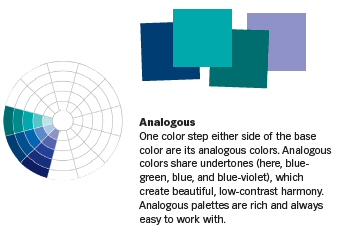 Analogous
One color step either side of the base
color are its analogous colors. Analogous
colors share undertones (here, blue-
green, blue, and blue-violet), which
create beautiful, low-contrast harmony.
Analogous palettes are rich and always
easy to work with.